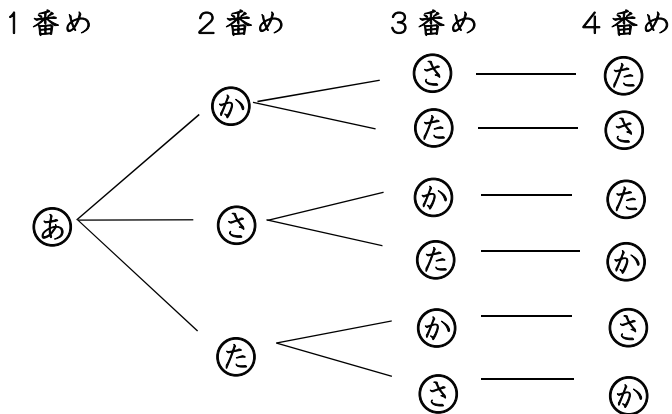 1番め 2番め 3番め 4番め
さ た
か
た さ
か た
あ さ
た か
か さ
た
さ か